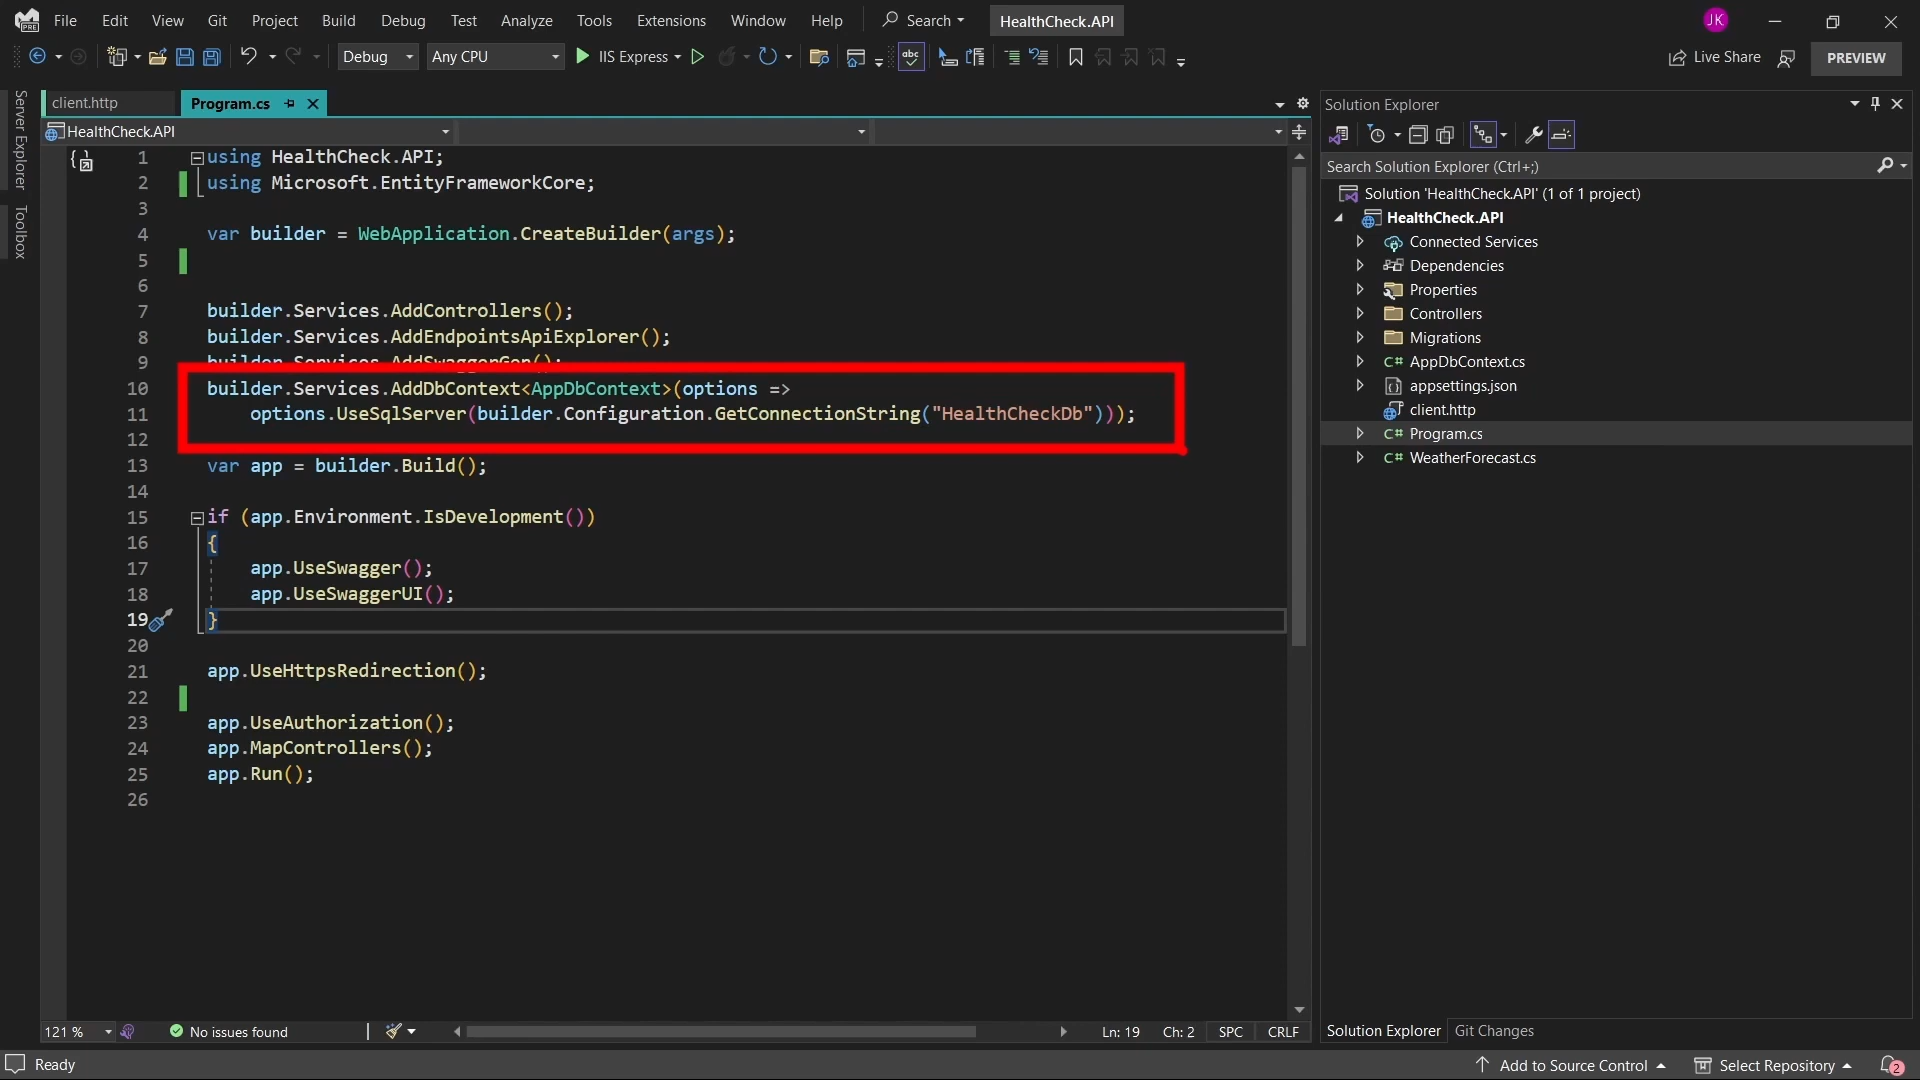 File Edit View Git Project Build Debug Test Analyze Tools Extensions Window Help Search HealthCheck.API JK
PRE
Debug Any CPU IIS Express abc Live Share PREVIEW
Server Explorer
Toolbox
client.http Program.cs
HealthCheck.API
1 using HealthCheck.API;
2 using Microsoft.EntityFrameworkCore;
3
4 var builder = WebApplication.CreateBuilder(args);
5
6
7 builder.Services.AddControllers();
8 builder.Services.AddEndpointsApiExplorer();
9 builder.Services.AddSwaggerGen();
10 builder.Services.AddDbContext<AppDbContext>(options =>
11 options.UseSqlServer(builder.Configuration.GetConnectionString("HealthCheckDb")));
12
13 var app = builder.Build();
14
15 if (app.Environment.IsDevelopment())
16 {
17 app.UseSwagger();
18 app.UseSwaggerUI();
19 }
20
21 app.UseHttpsRedirection();
22
23 app.UseAuthorization();
24 app.MapControllers();
25 app.Run();
26
121 % No issues found Ln: 19 Ch: 2 SPC CRLF
Solution Explorer
Search Solution Explorer (Ctrl+;)
Solution 'HealthCheck.API' (1 of 1 project)
HealthCheck.API
Connected Services
Dependencies
Properties
Controllers
Migrations
C# AppDbContext.cs
appsettings.json
client.http
C# Program.cs
C# WeatherForecast.cs
Solution Explorer Git Changes
Ready Add to Source Control Select Repository 2